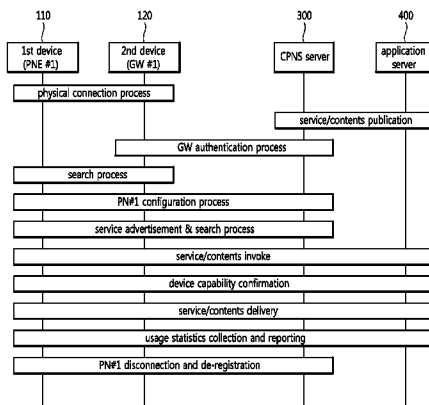 110
120
300
400
1st device
(PNE #1)
2nd device
(GW #1)
CPNS server
application
server
physical connection process
service/contents publication
GW authentication process
search process
PN#1 configuration process
service advertisement & search process
service/contents invoke
device capability confirmation
service/contents delivery
usage statistics collection and reporting
PN#1 disconnection and de-registration